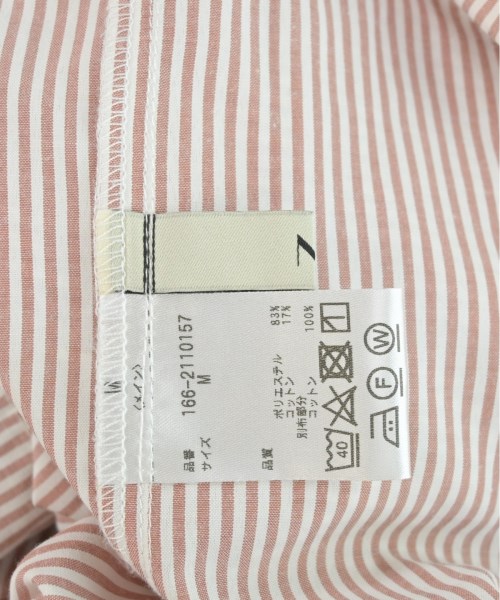 品番 166-2110157
サイズ M
品質
ポリエステル 83%
コットン 17%
別布部分
コットン 100%
(メイン)
40
F
W